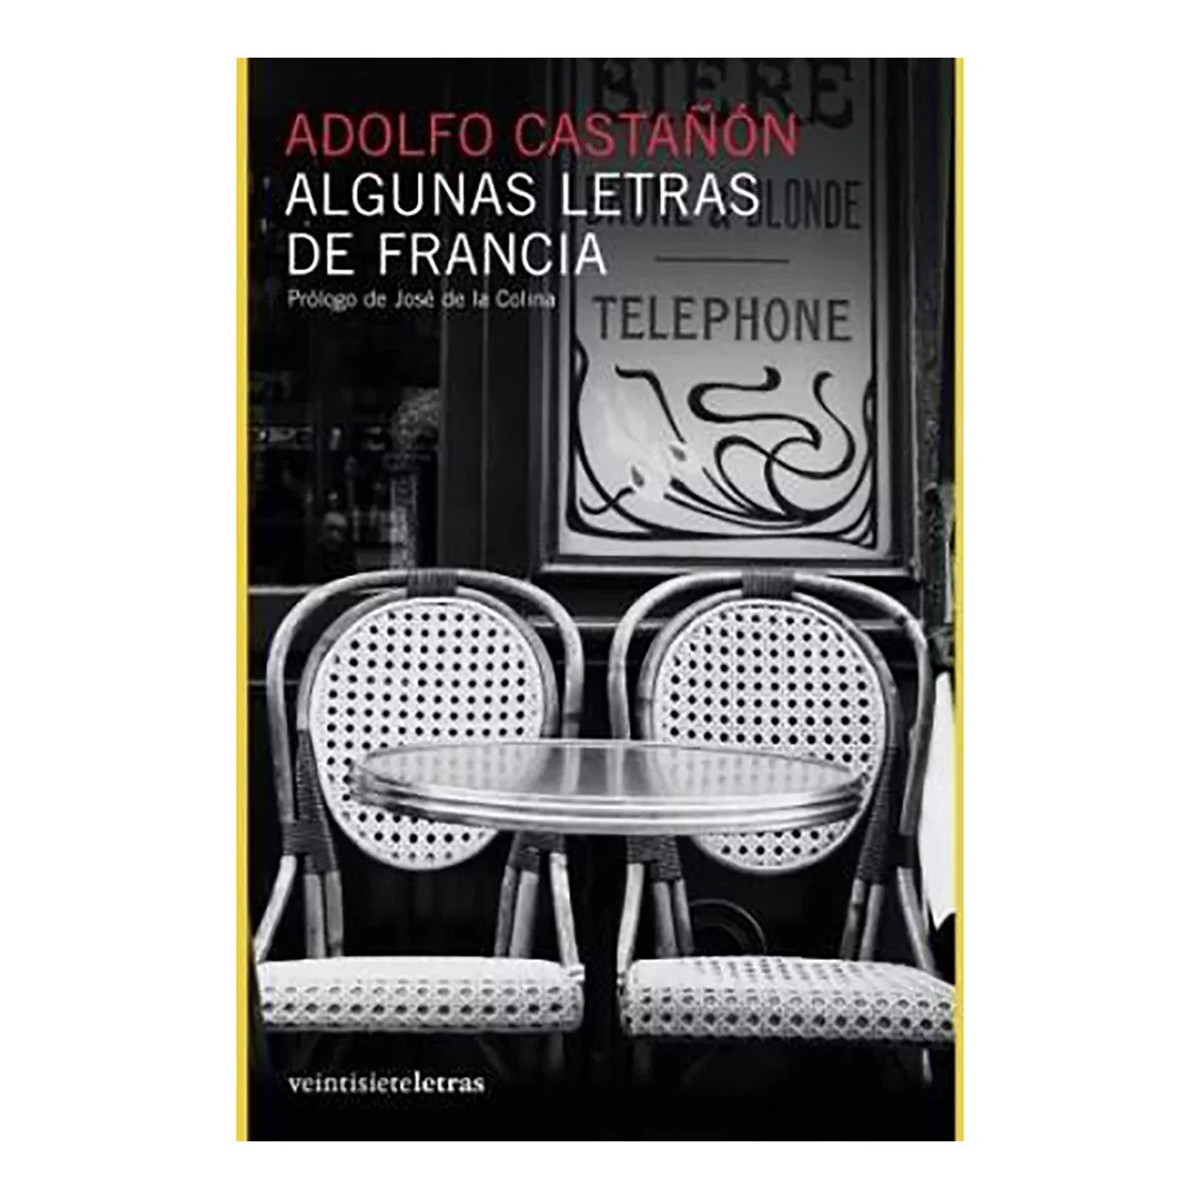 BIERE
ADOLFO CASTAÑÓN
ALGUNAS LETRAS
DE FRANCIA
Prólogo de José de la Colina
& BLONDE
TELEPHONE
veintisieteletras